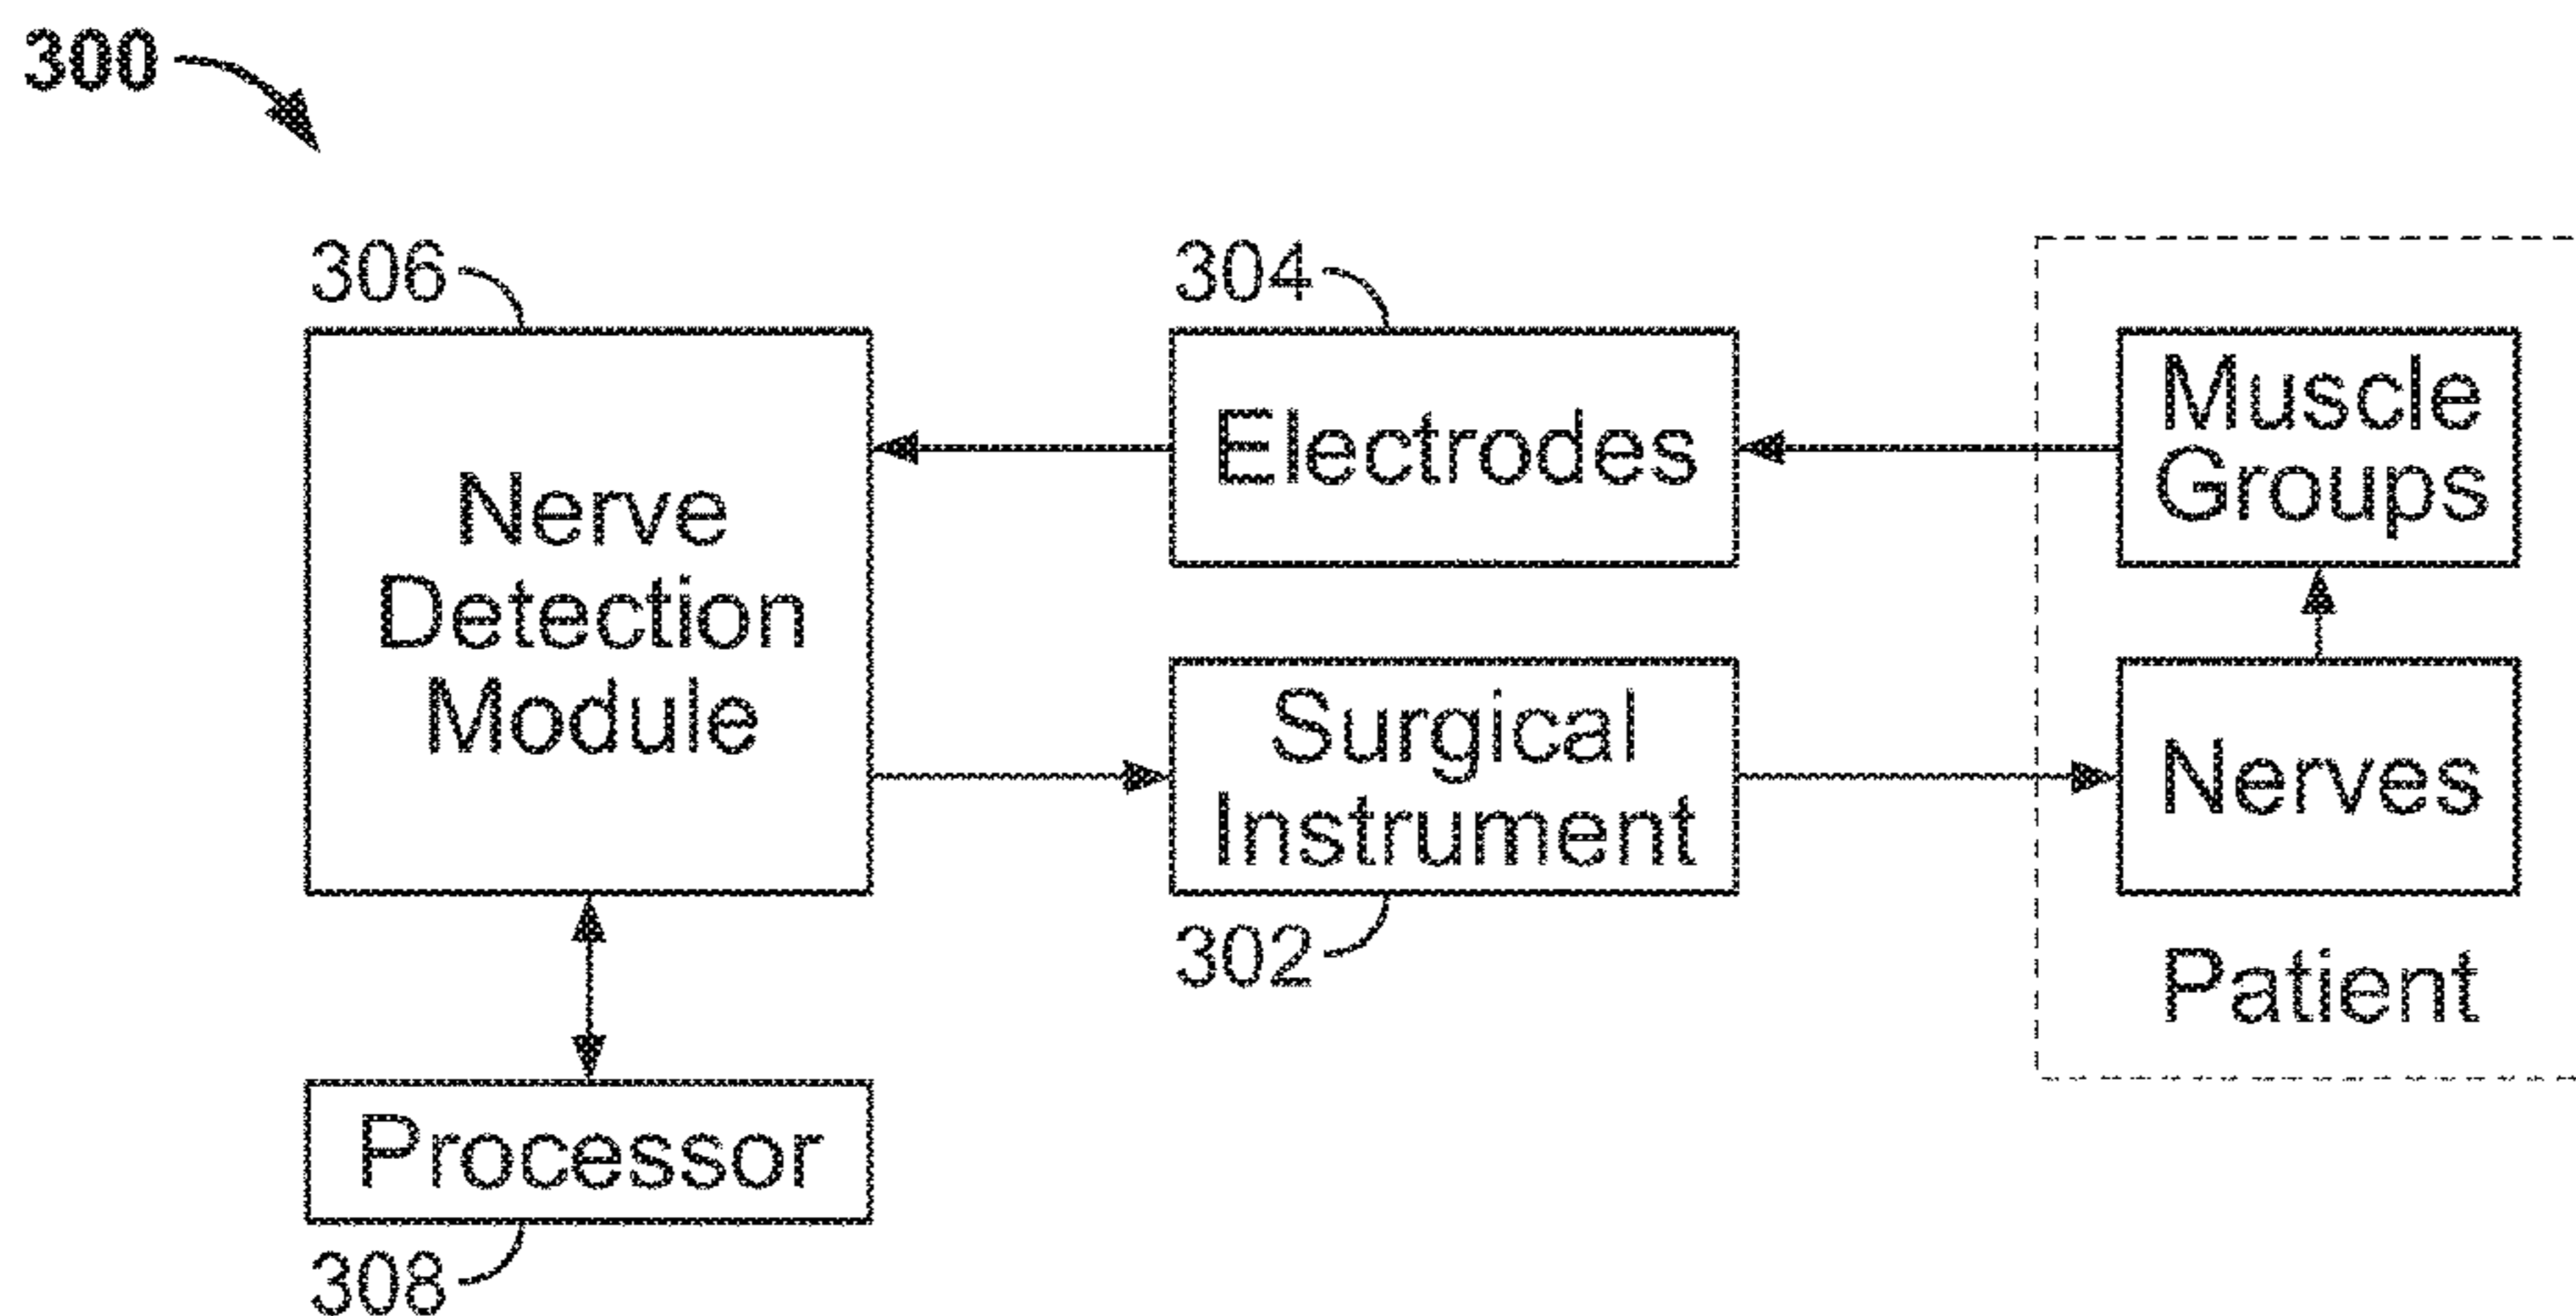 300
306
304
Nerve
Detection
Module
Electrodes
Muscle
Groups
Surgical
Instrument
302
Nerves
Patient
Processor
308